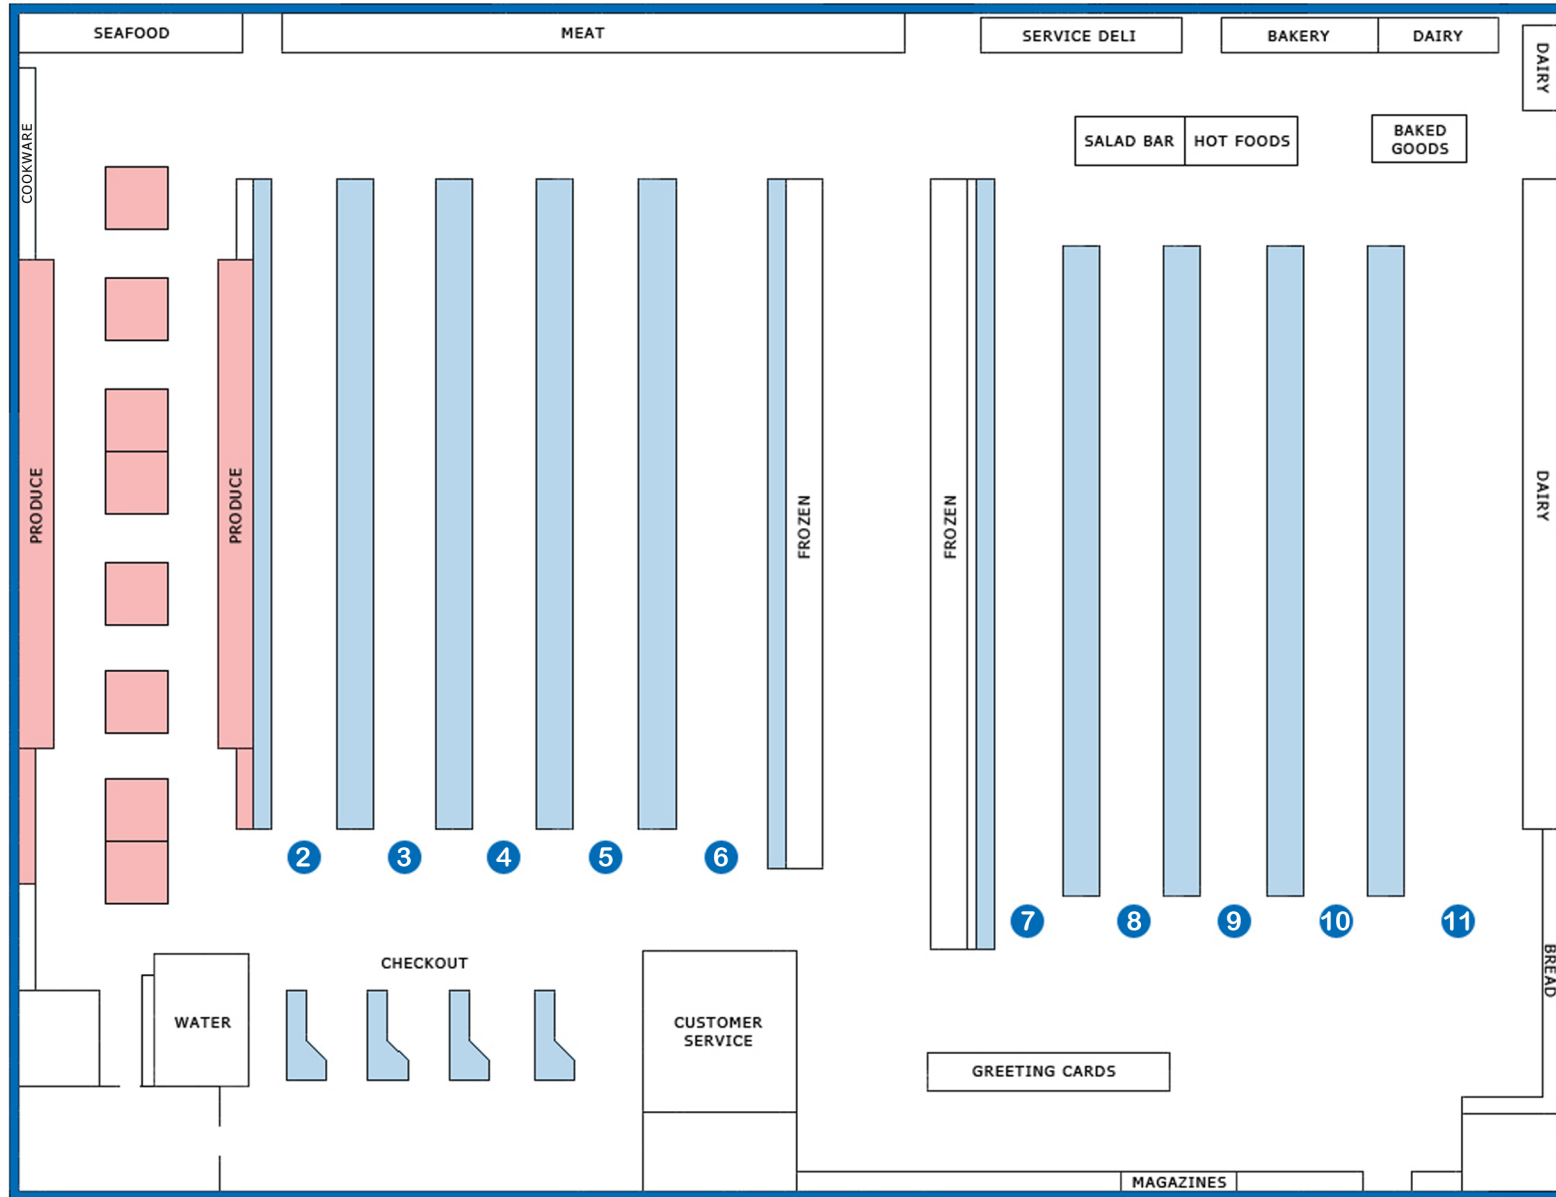 SEAFOOD
MEAT
SERVICE DELI
BAKERY
DAIRY
DAIRY
COOKWARE
SALAD BAR
HOT FOODS
BAKED
GOODS
PRODUCE
PRODUCE
FROZEN
FROZEN
DAIRY
2
3
4
5
6
7
8
9
10
11
BREAD
CHECKOUT
WATER
CUSTOMER
SERVICE
GREETING CARDS
MAGAZINES